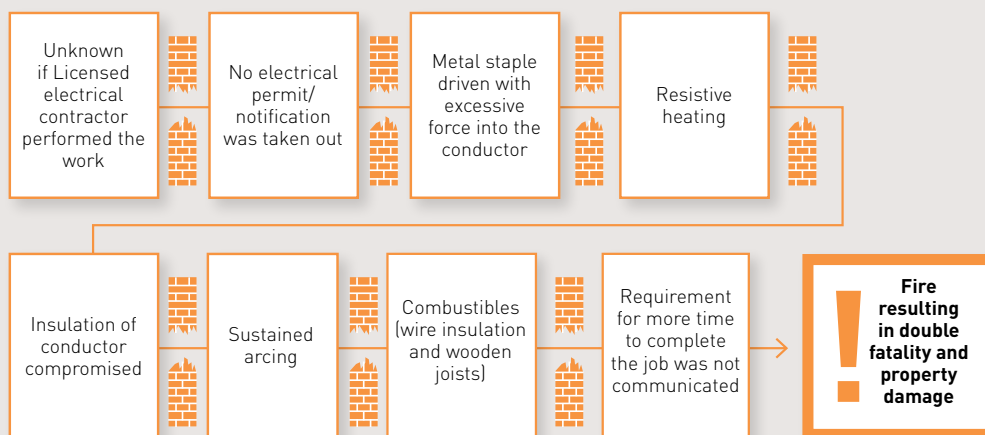 Unknown
if Licensed
electrical
contractor
performed the
work
No electrical
permit/
notification
was taken out
Metal staple
driven with
excessive
force into the
conductor
Resistive
heating
Insulation of
conductor
compromised
Sustained
arcing
Combustibles
(wire insulation
and wooden
joists)
Requirement
for more time
to complete
the job was not
communicated
!
Fire
resulting
in double
fatality and
property
damage